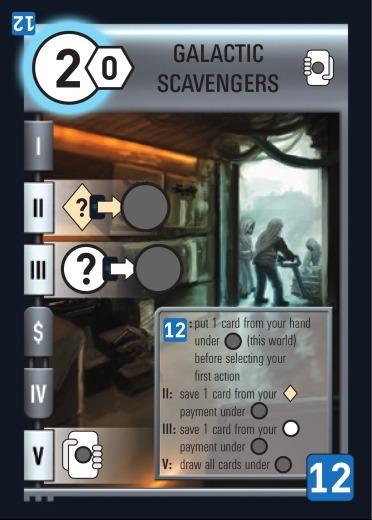 12
2 0
GALACTIC
SCAVENGERS
I
II ?
III ?
$
IV
V
12 : put 1 card from your hand
under (this world)
before selecting your
first action
II: save 1 card from your
payment under
III: save 1 card from your
payment under
V: draw all cards under
12